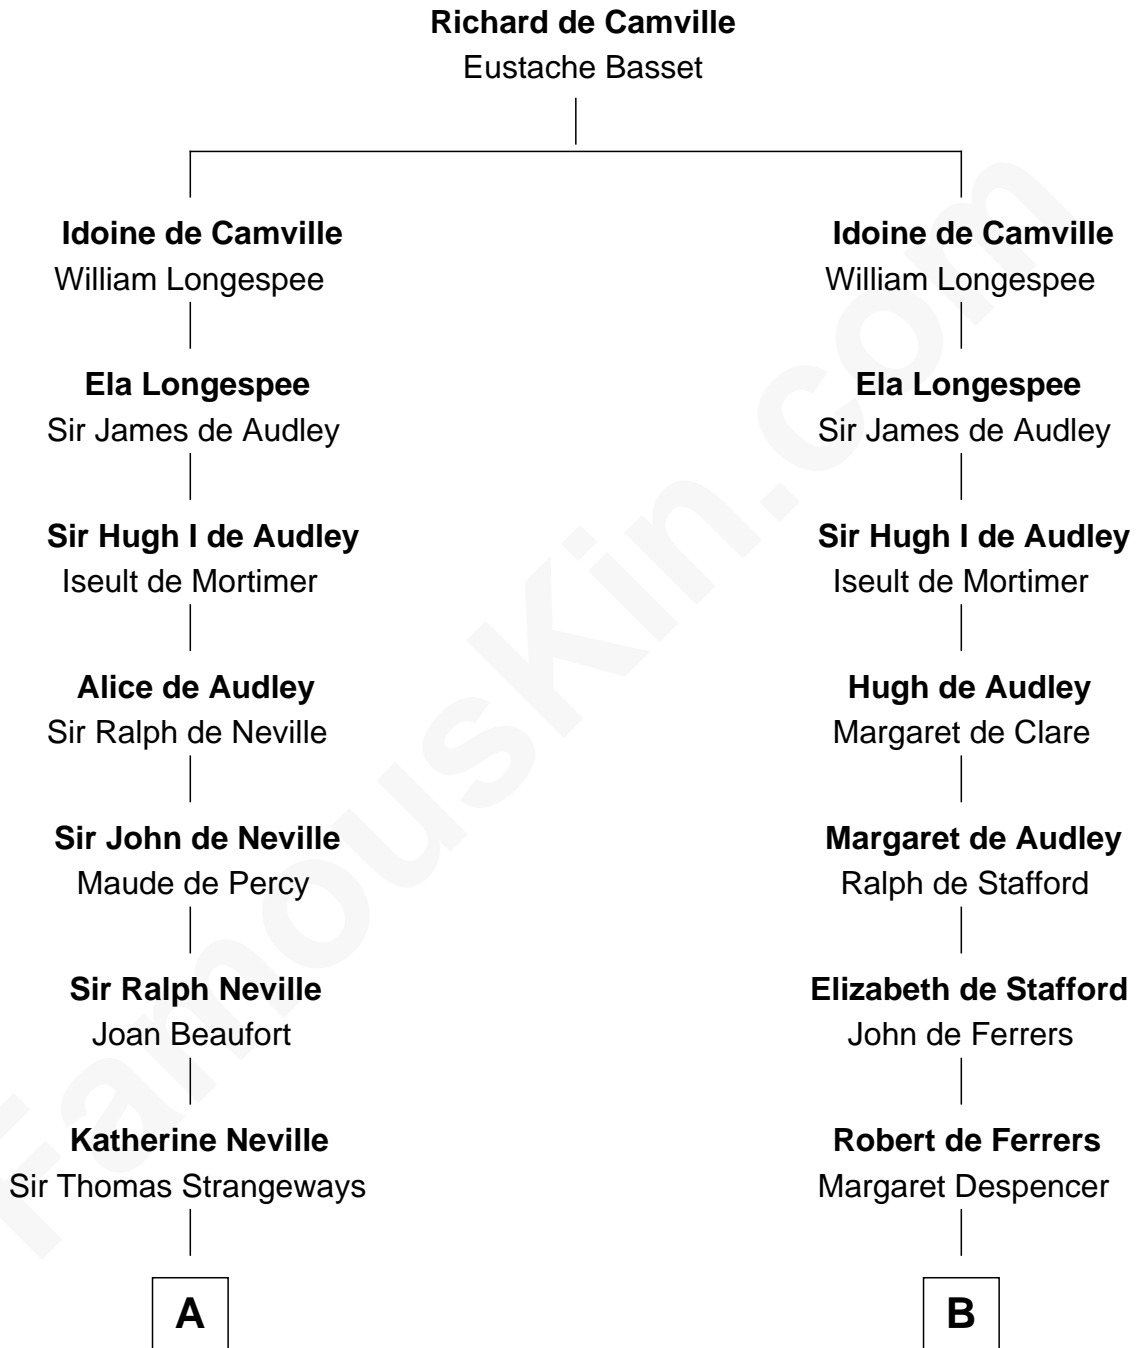 Richard de Camville
Eustache Basset
Idoine de Camville
William Longespee
Ela Longespee
Sir James de Audley
Sir Hugh I de Audley
Iseult de Mortimer
Alice de Audley
Sir Ralph de Neville
Sir John de Neville
Maude de Percy
Sir Ralph Neville
Joan Beaufort
Katherine Neville
Sir Thomas Strangeways
A
Idoine de Camville
William Longespee
Ela Longespee
Sir James de Audley
Sir Hugh I de Audley
Iseult de Mortimer
Hugh de Audley
Margaret de Clare
Margaret de Audley
Ralph de Stafford
Elizabeth de Stafford
John de Ferrers
Robert de Ferrers
Margaret Despencer
B
FamousKin.com